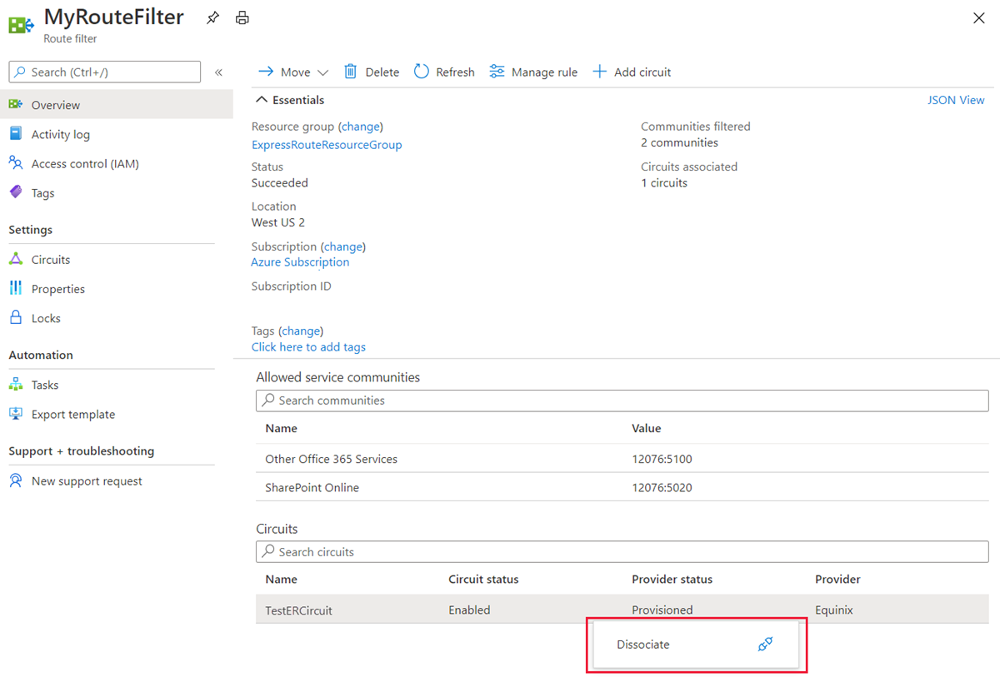 MyRouteFilter
Route filter
Search (Ctrl+/)
«
Move
Delete
Refresh
Manage rule
Add circuit
Overview
Activity log
Access control (IAM)
Tags
Settings
Circuits
Properties
Locks
Automation
Tasks
Export template
Support + troubleshooting
New support request
Essentials
JSON View
Resource group (change)
ExpressRouteResourceGroup
Status
Succeeded
Location
West US 2
Subscription (change)
Azure Subscription
Subscription ID
Tags (change)
Click here to add tags
Communities filtered
2 communities
Circuits associated
1 circuits
Allowed service communities
Search communities
Name Value
Other Office 365 Services 12076:5100
SharePoint Online 12076:5020
Circuits
Search circuits
Name Circuit status Provider status Provider
TestERCircuit Enabled Provisioned Equinix
Dissociate